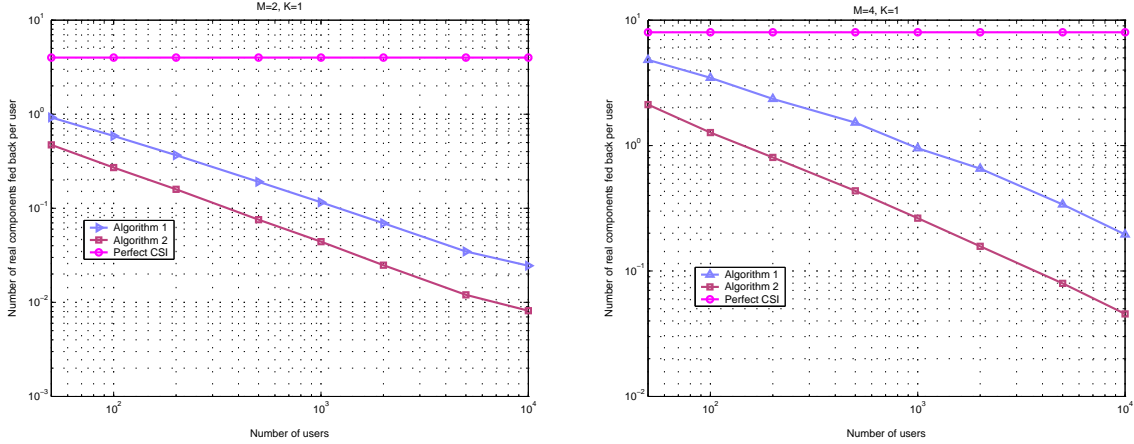 M=2, K=1
10^1
10^0
10^-1
10^-2
10^-3
Number of real components fed back per user
Algorithm 1
Algorithm 2
Perfect CSI
10^2
10^3
10^4
Number of users
M=4, K=1
10^1
10^0
10^-1
10^-2
Number of real components fed back per user
Algorithm 1
Algorithm 2
Perfect CSI
10^2
10^3
10^4
Number of users